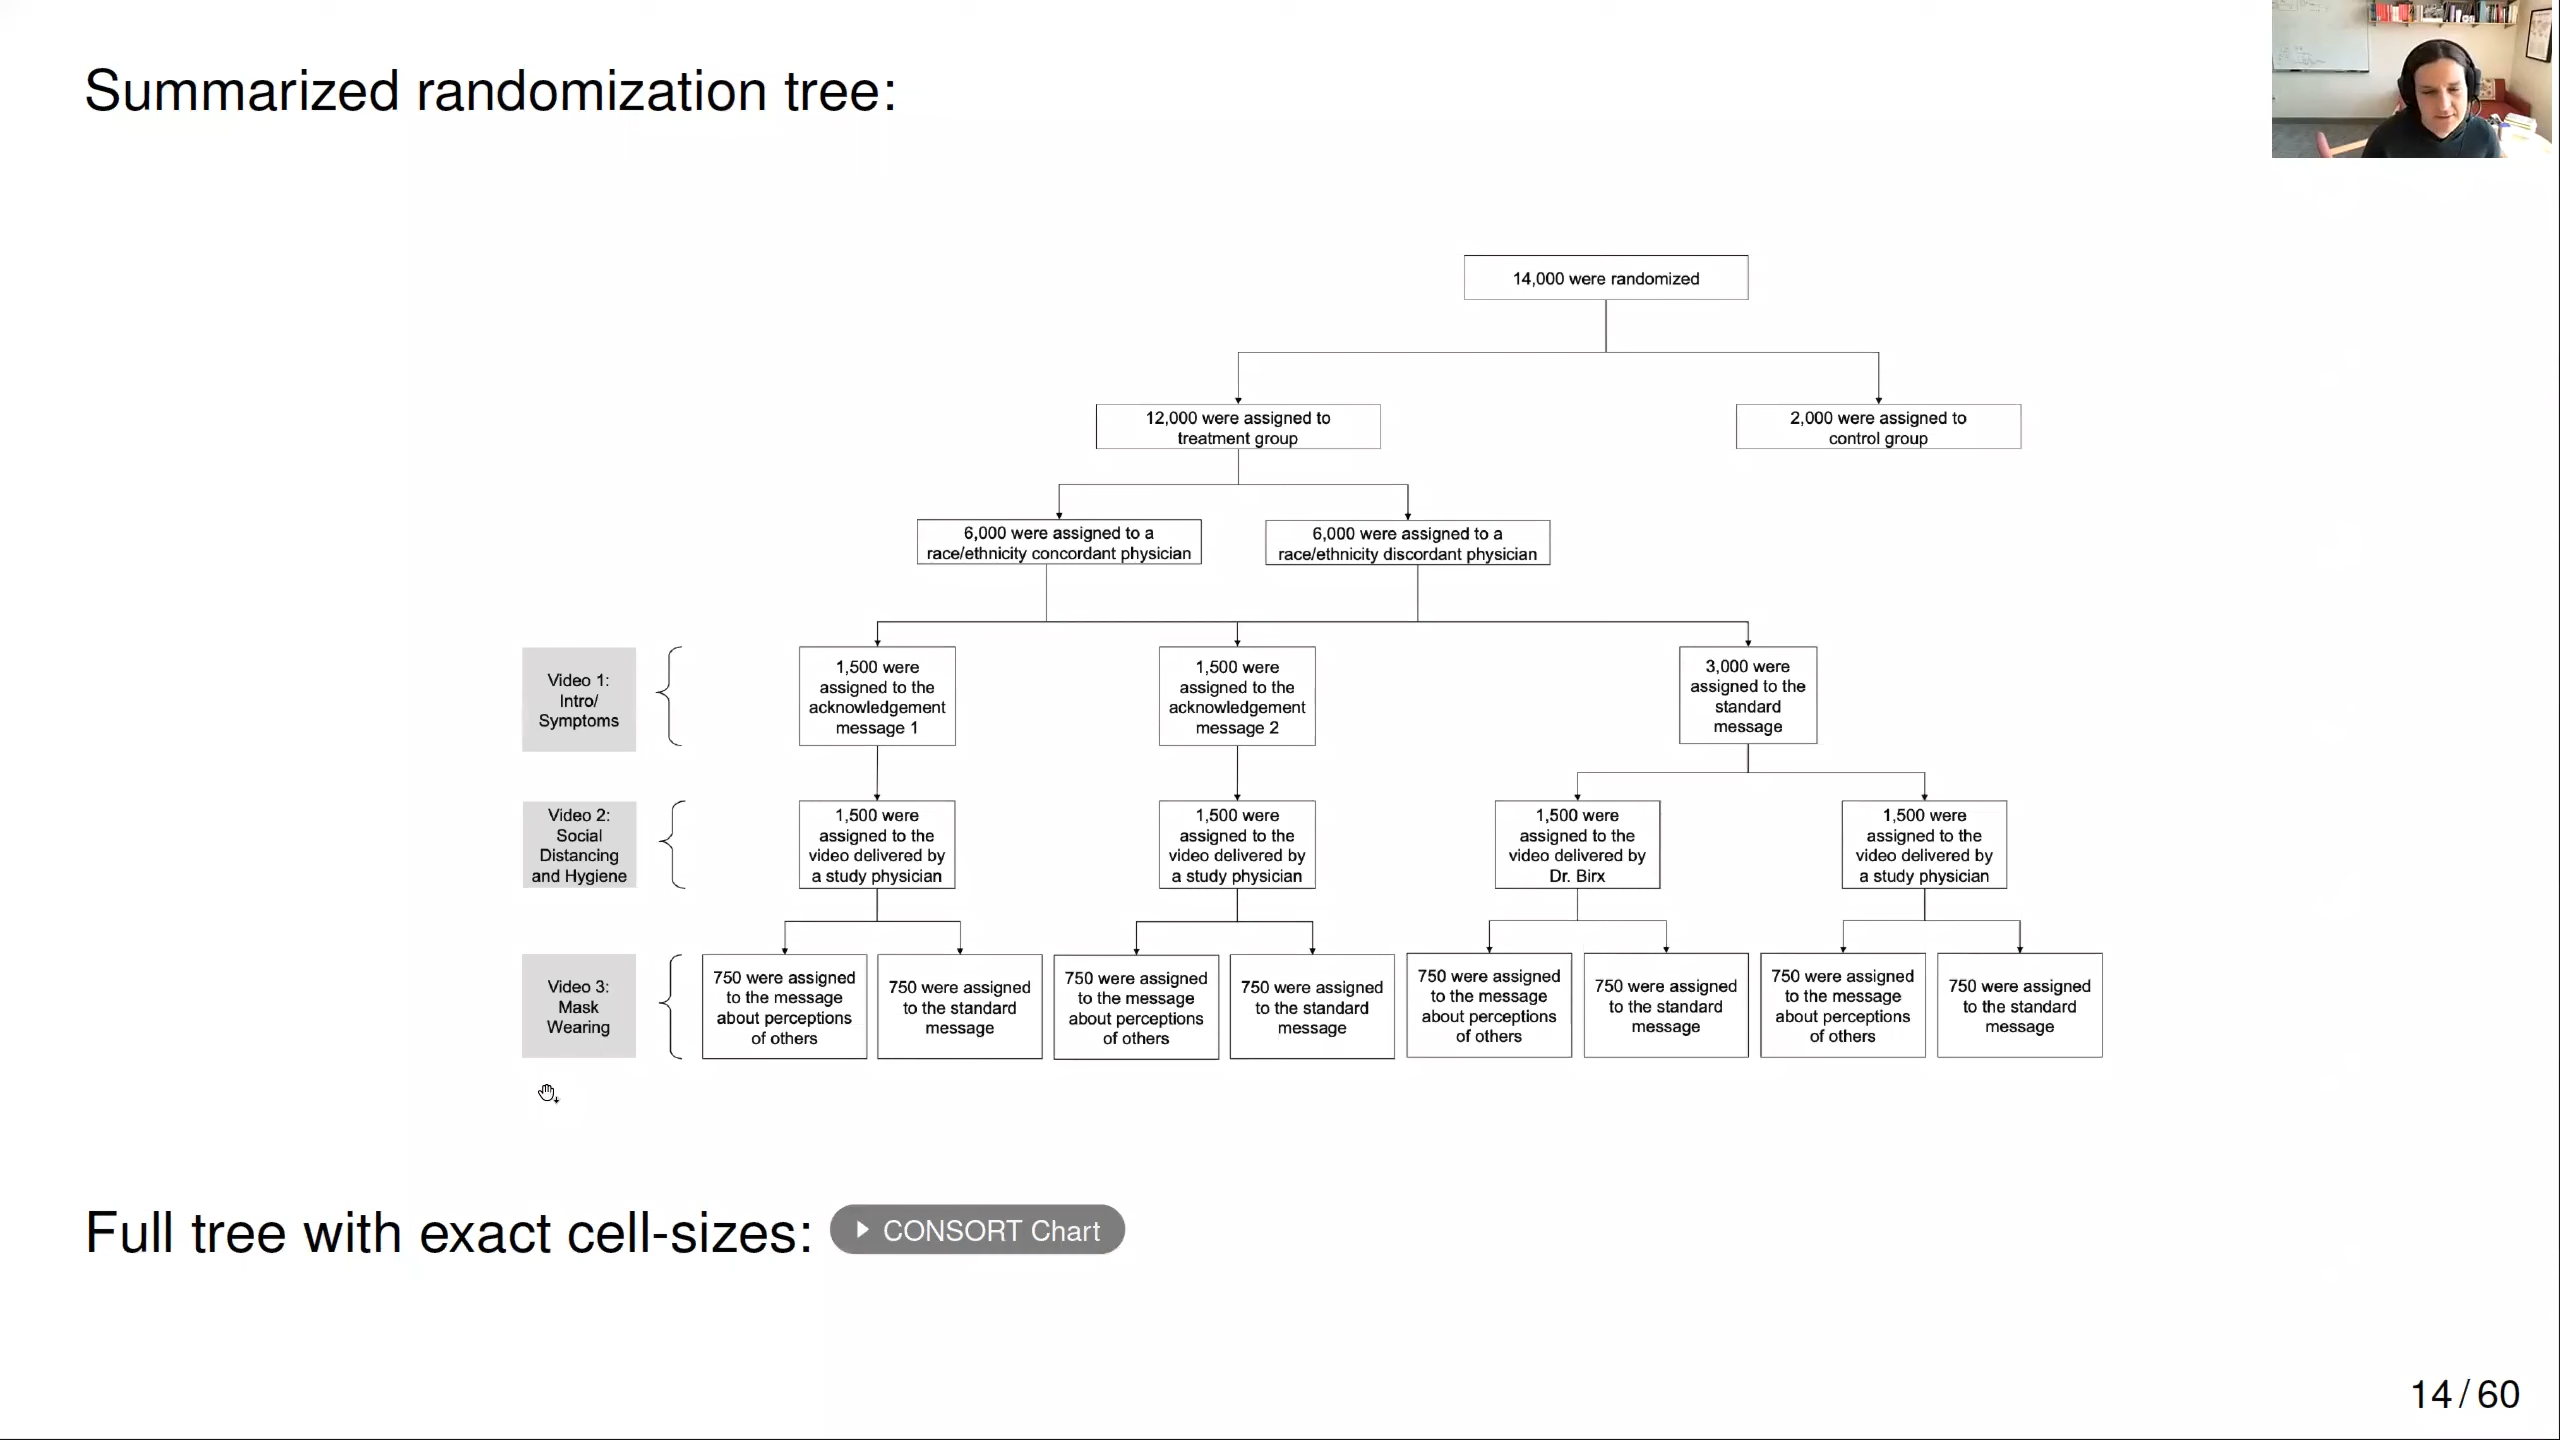 Summarized randomization tree:
14,000 were randomized
12,000 were assigned to
treatment group
2,000 were assigned to
control group
6,000 were assigned to a
race/ethnicity concordant physician
6,000 were assigned to a
race/ethnicity discordant physician
Video 1:
Intro/
Symptoms
1,500 were
assigned to the
acknowledgement
message 1
1,500 were
assigned to the
acknowledgement
message 2
3,000 were
assigned to the
standard
message
Video 2:
Social
Distancing
and Hygiene
1,500 were
assigned to the
video delivered by
a study physician
1,500 were
assigned to the
video delivered by
a study physician
1,500 were
assigned to the
video delivered by
Dr. Birx
1,500 were
assigned to the
video delivered by
a study physician
Video 3:
Mask
Wearing
750 were assigned
to the message
about perceptions
of others
750 were assigned
to the standard
message
750 were assigned
to the message
about perceptions
of others
750 were assigned
to the standard
message
750 were assigned
to the message
about perceptions
of others
750 were assigned
to the standard
message
750 were assigned
to the message
about perceptions
of others
750 were assigned
to the standard
message
Full tree with exact cell-sizes: CONSORT Chart
14 / 60